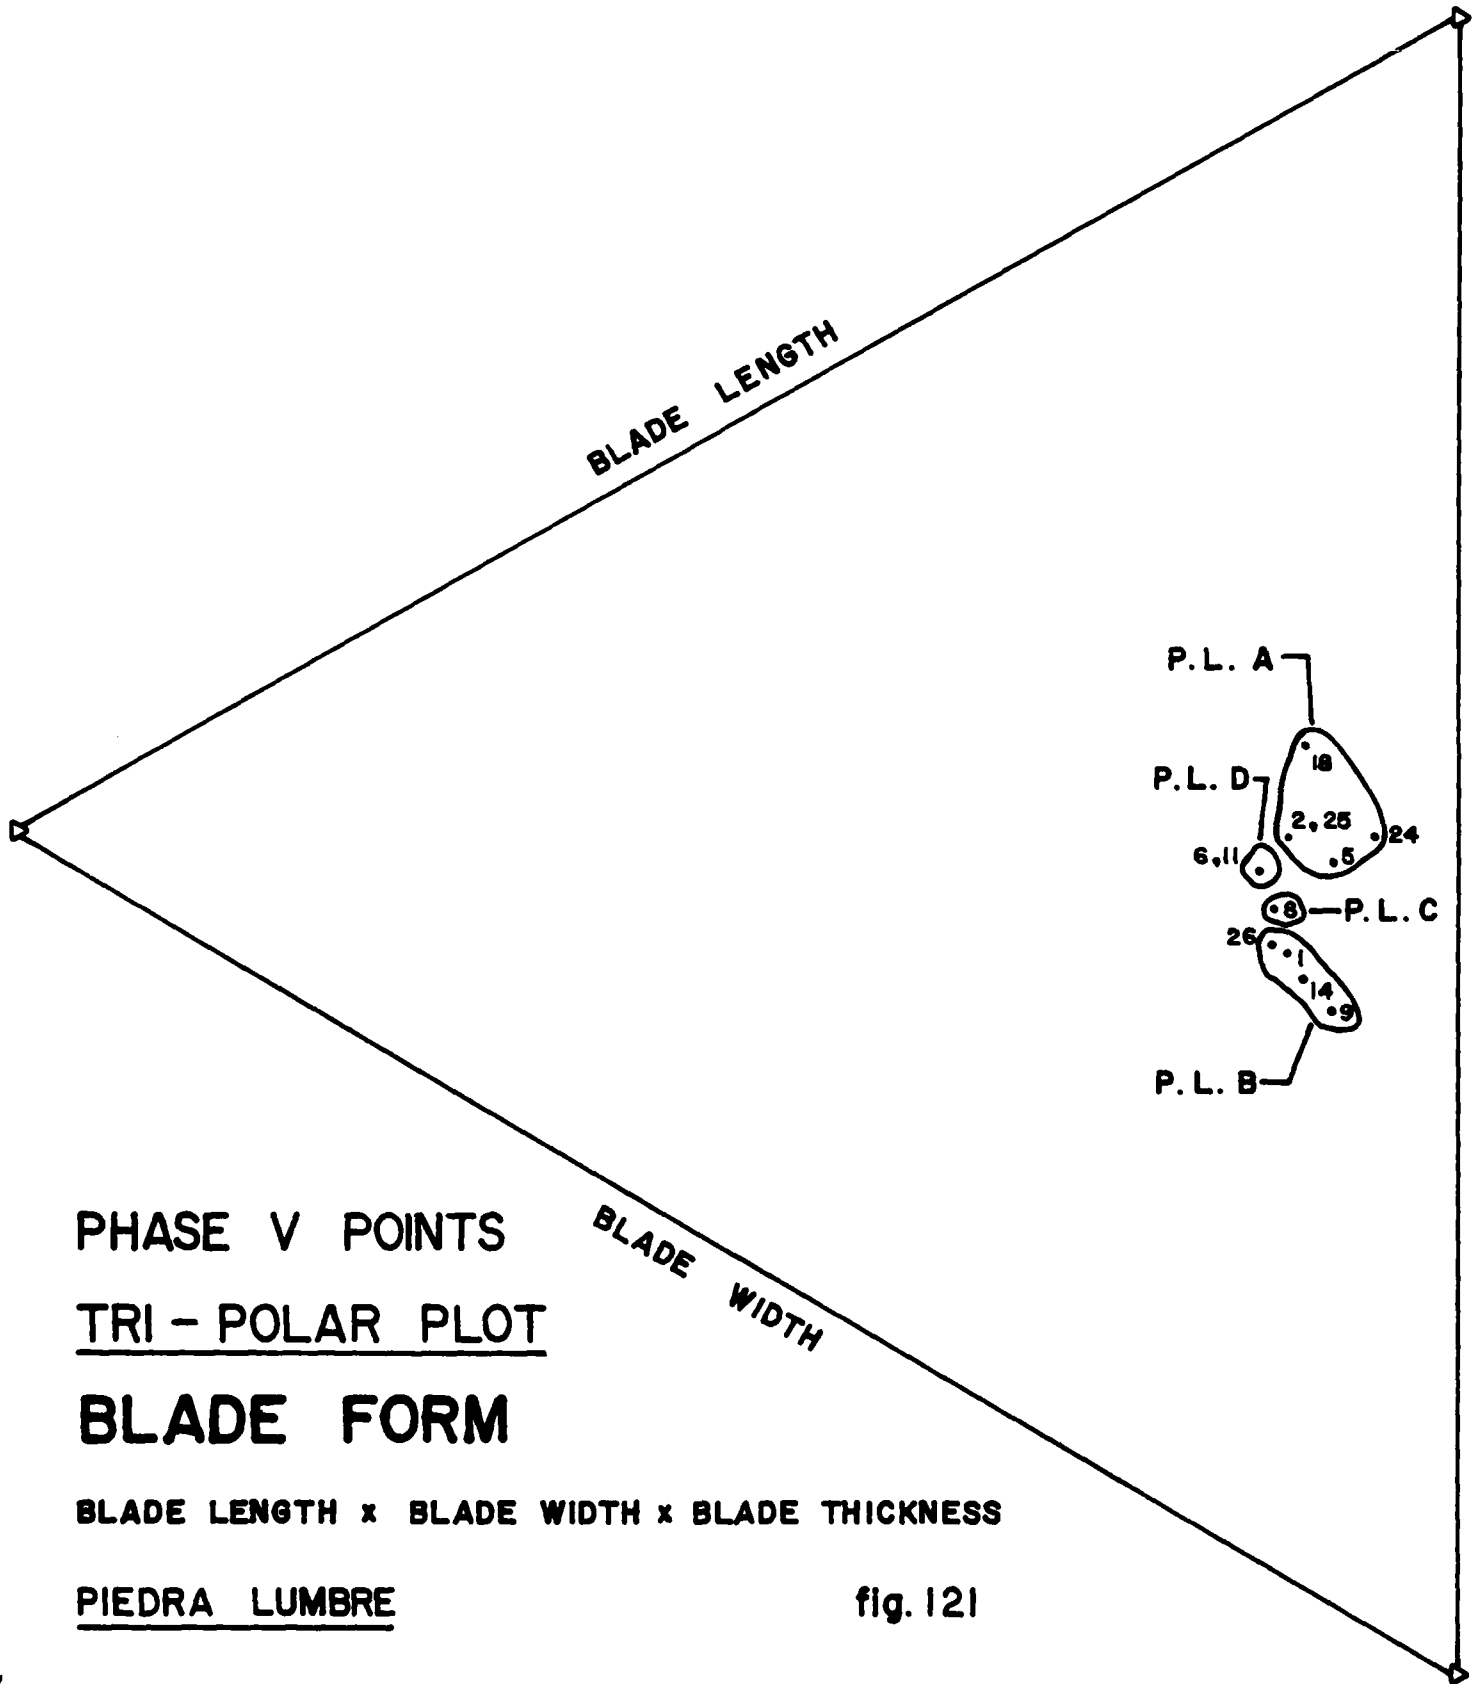 BLADE LENGTH
P.L. A
18
P.L. D
2,25
24
6,11
5
8
P.L. C
26
1
14
9
P.L. B
BLADE WIDTH
PHASE V POINTS
TRI-POLAR PLOT
BLADE FORM
BLADE LENGTH x BLADE WIDTH x BLADE THICKNESS
PIEDRA LUMBRE
fig. 121